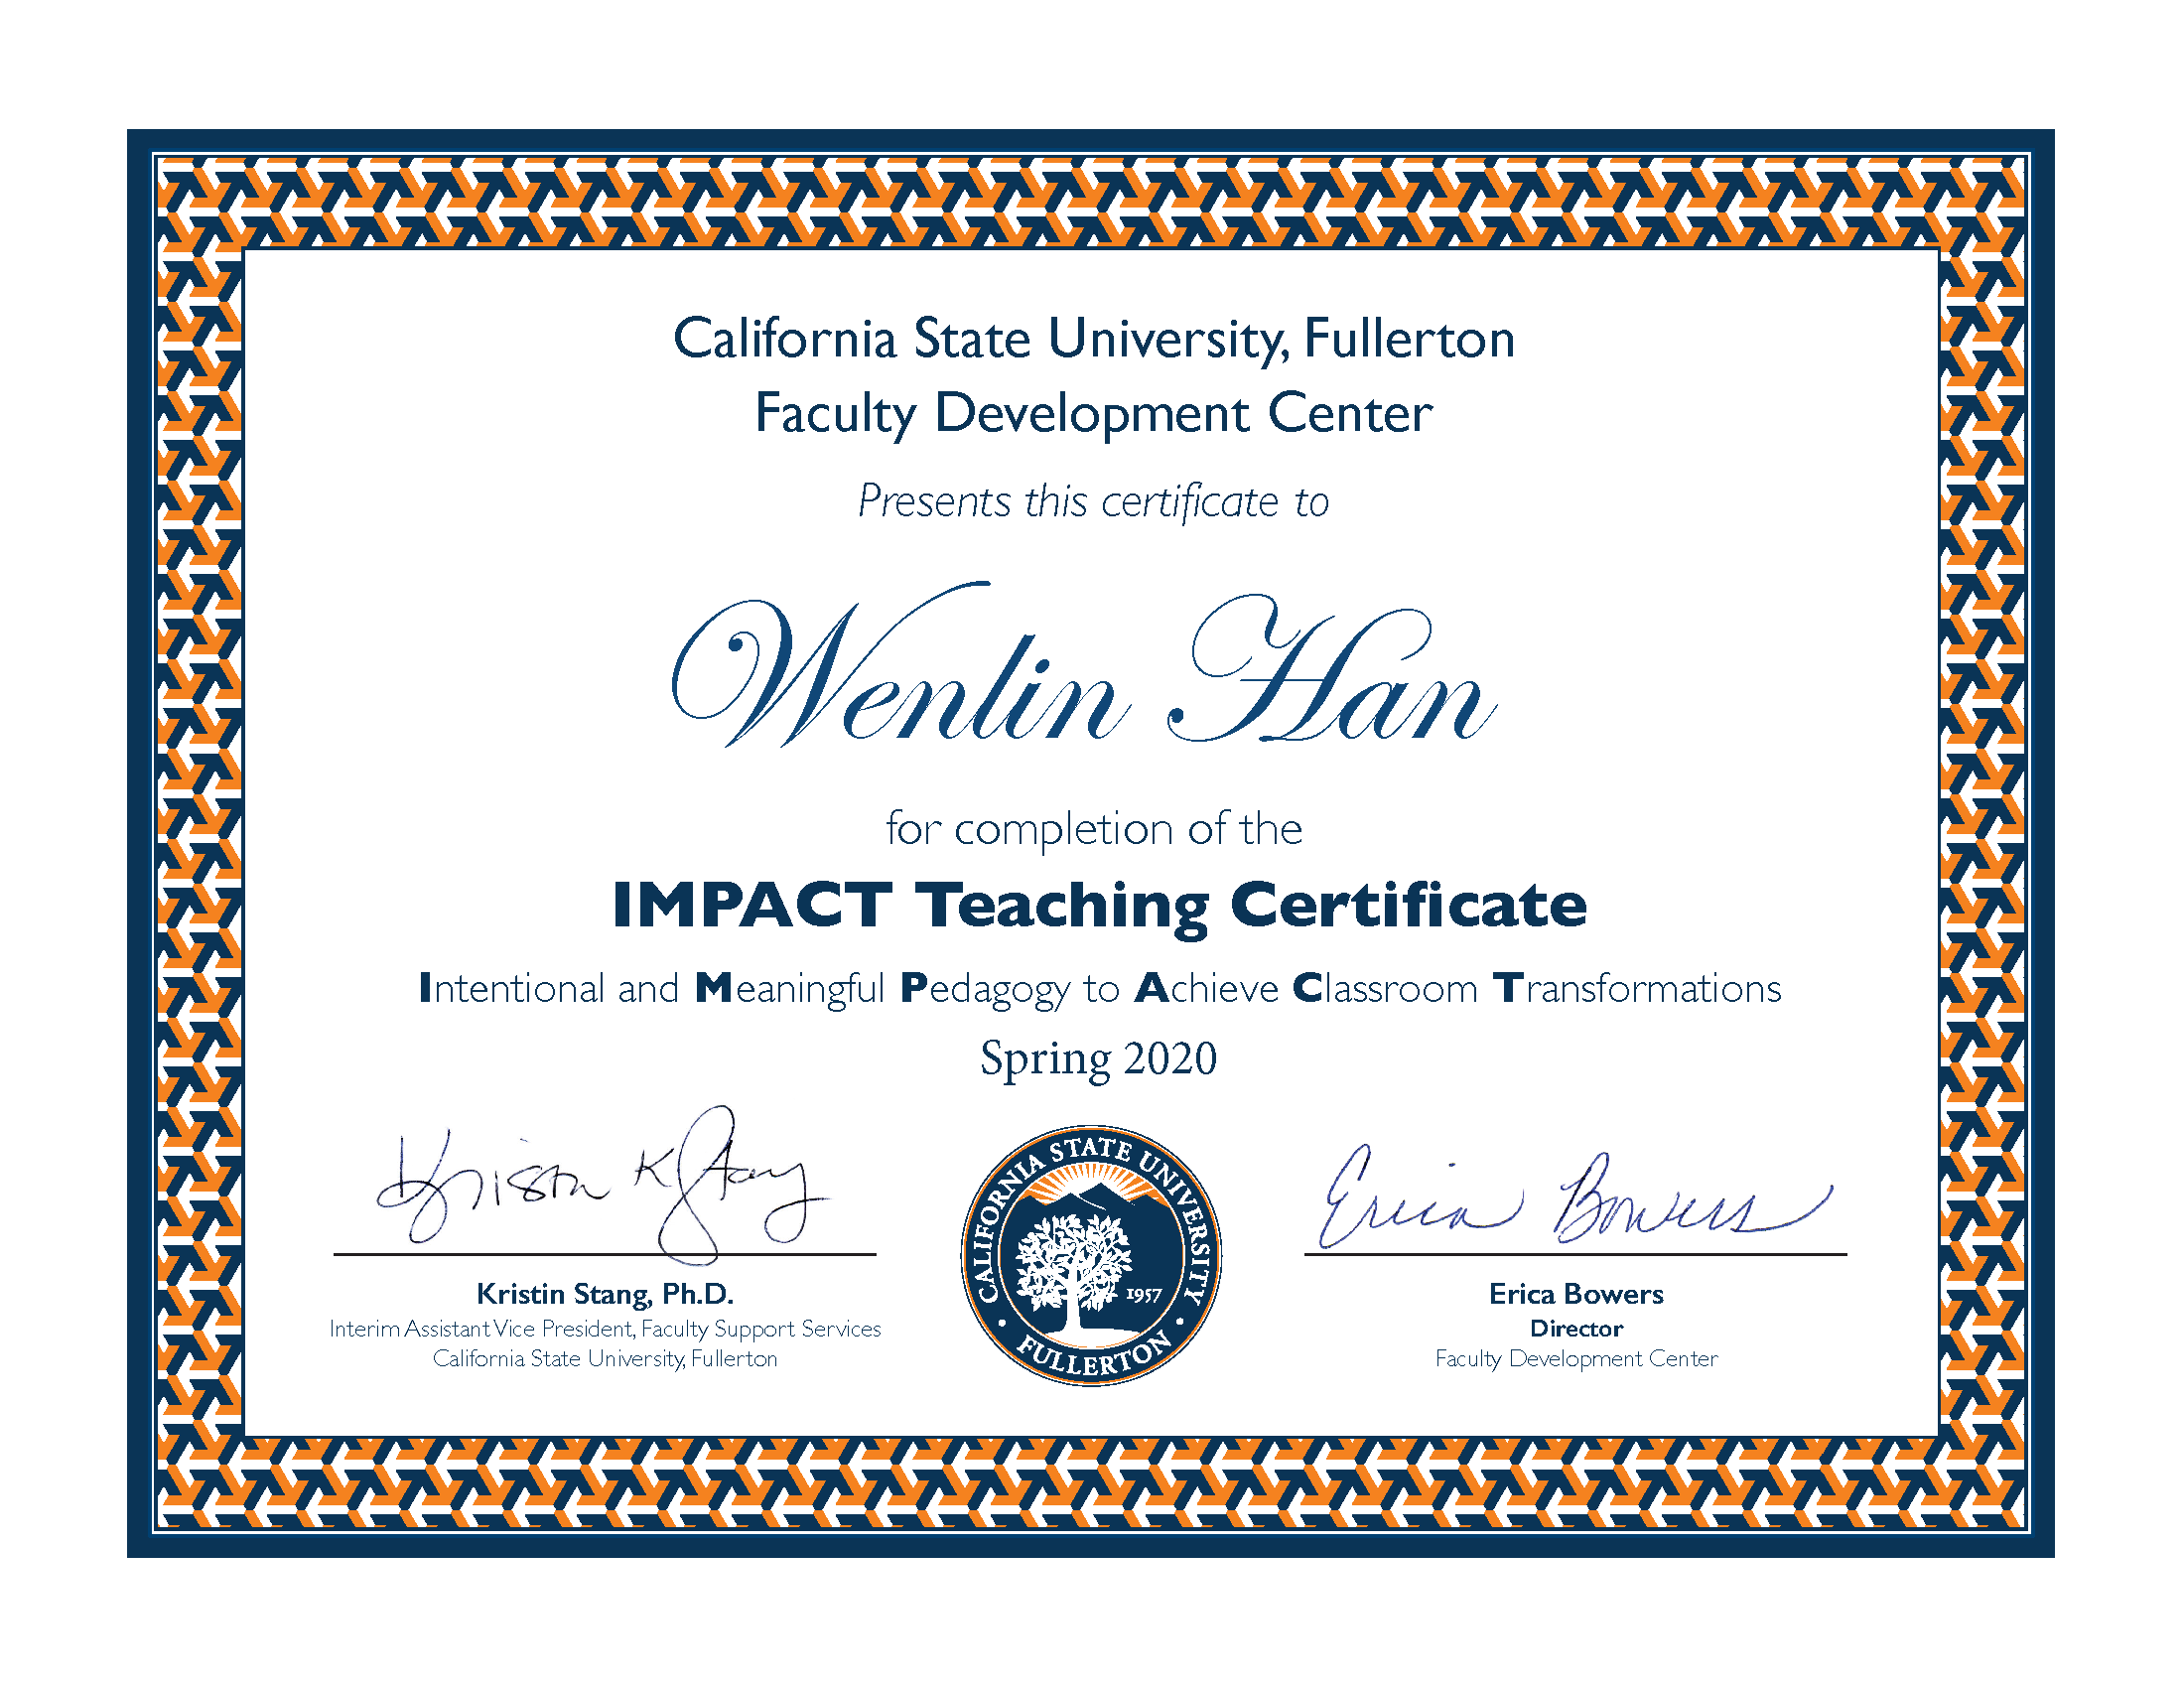 California State University, Fullerton
Faculty Development Center
Presents this certificate to
Wenlin Han
for completion of the
IMPACT Teaching Certificate
Intentional and Meaningful Pedagogy to Achieve Classroom Transformations
Spring 2020
Kristin K Stang
Erica Bowers
CALIFORNIA STATE UNIVERSITY
1957
FULLERTON
Kristin Stang, Ph.D.
Interim Assistant Vice President, Faculty Support Services
California State University, Fullerton
Erica Bowers
Director
Faculty Development Center